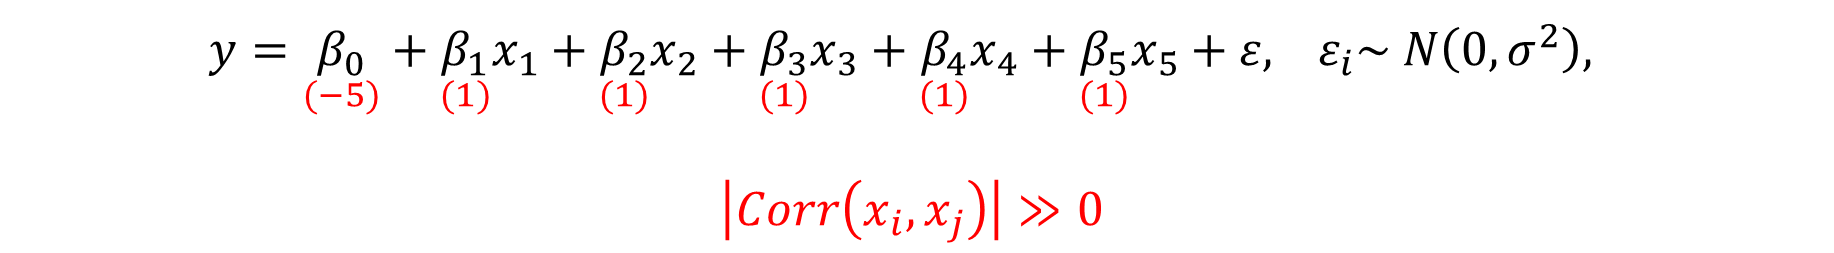 y = β₀ + β₁x₁ + β₂x₂ + β₃x₃ + β₄x₄ + β₅x₅ + ε, εᵢ~ N(0, σ²),
(−5) (1) (1) (1) (1) (1)
|Corr(xᵢ, xⱼ)| ≫ 0